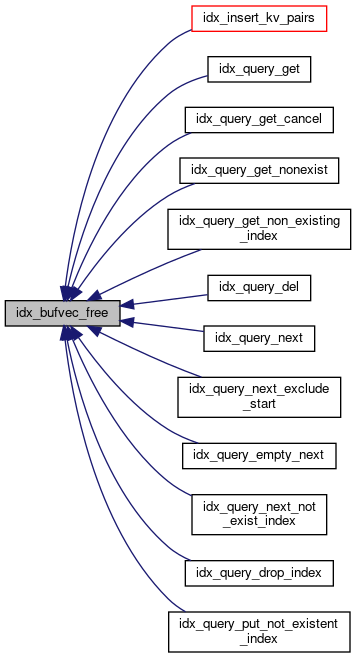 idx_insert_kv_pairs
idx_query_get
idx_query_get_cancel
idx_query_get_nonexist
idx_query_get_non_existing
_index
idx_query_del
idx_bufvec_free
idx_query_next
idx_query_next_exclude
_start
idx_query_empty_next
idx_query_next_not
_exist_index
idx_query_drop_index
idx_query_put_not_existent
_index